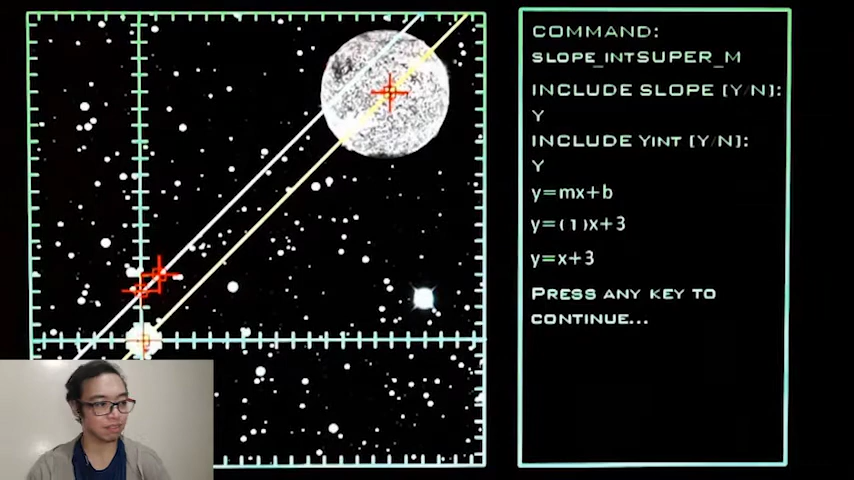 COMMAND:
SLOPE_INTSUPER_M
INCLUDE SLOPE [Y/N]:
Y
INCLUDE YINT [Y/N]:
Y
y=mx+b
y=(1)x+3
y=x+3
PRESS ANY KEY TO
CONTINUE...